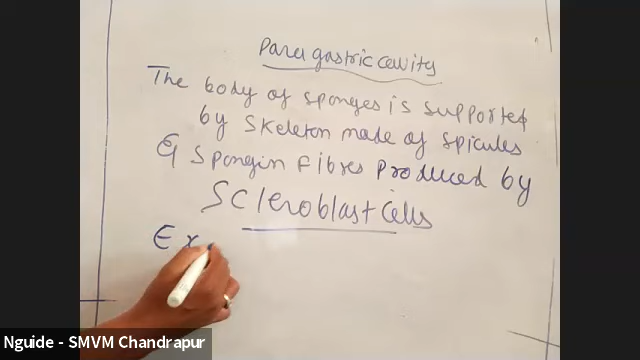 Paragastric cavity
The body of sponges is supported
by Skeleton made of spicules
& Spongin fibres produced by
Scleroblast Cells
Ex
Nguide - SMVM Chandrapur